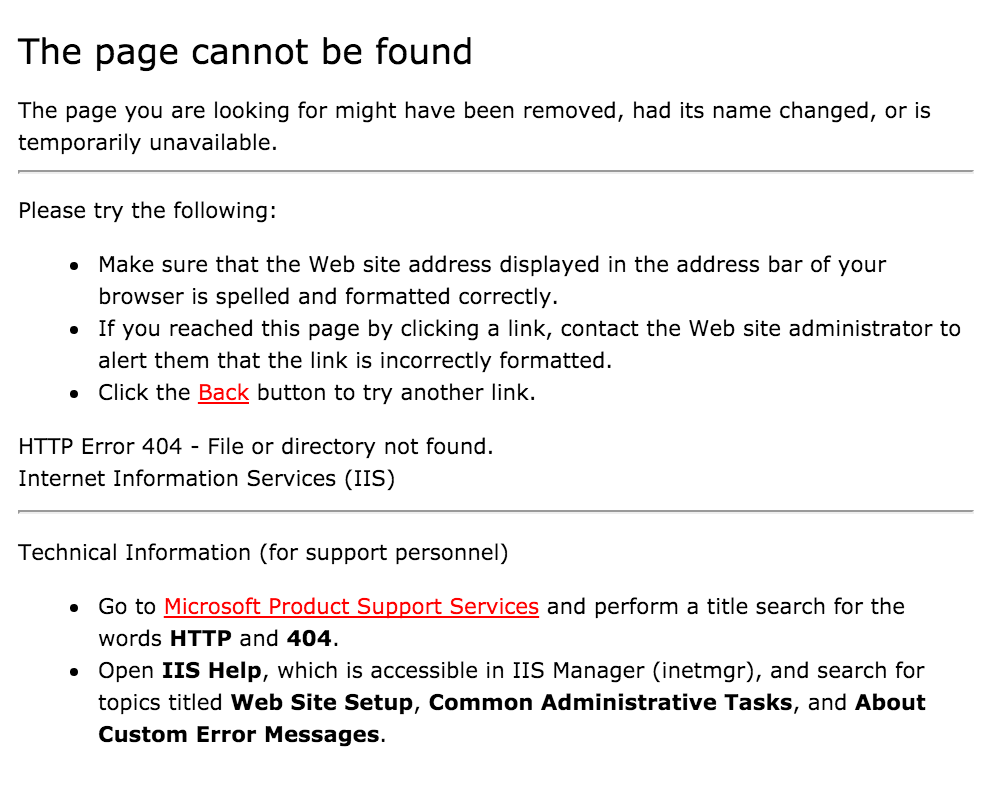 The page cannot be found
The page you are looking for might have been removed, had its name changed, or is
temporarily unavailable.
Please try the following:
Make sure that the Web site address displayed in the address bar of your
browser is spelled and formatted correctly.
If you reached this page by clicking a link, contact the Web site administrator to
alert them that the link is incorrectly formatted.
Click the Back button to try another link.
HTTP Error 404 - File or directory not found.
Internet Information Services (IIS)
Technical Information (for support personnel)
Go to Microsoft Product Support Services and perform a title search for the
words HTTP and 404.
Open IIS Help, which is accessible in IIS Manager (inetmgr), and search for
topics titled Web Site Setup, Common Administrative Tasks, and About
Custom Error Messages.